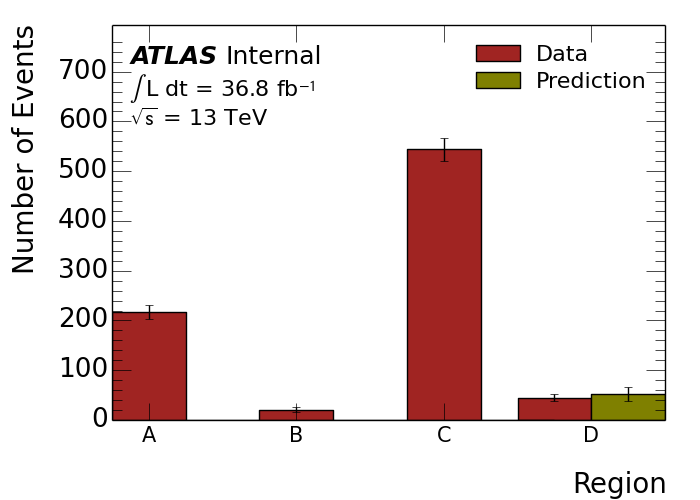 Number of Events
700
600
500
400
300
200
100
0
ATLAS Internal
∫L dt = 36.8 fb⁻¹
√s = 13 TeV
Data
Prediction
A B C D
Region